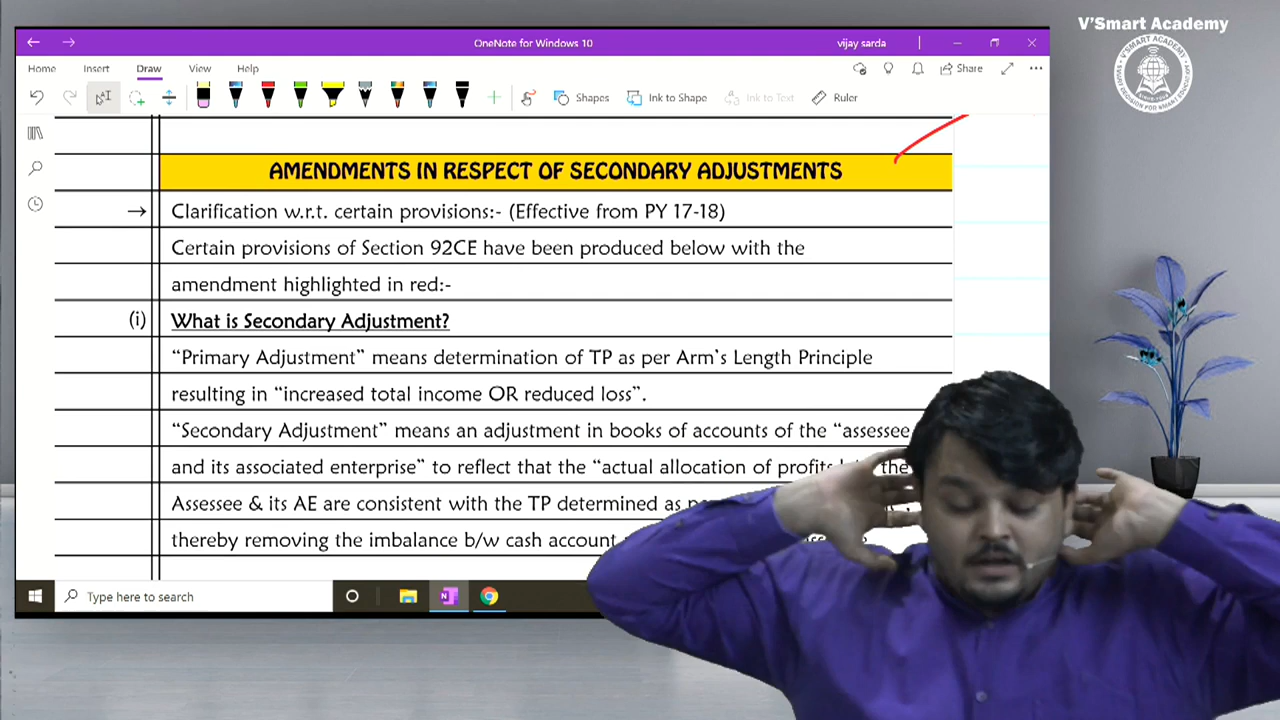 V'Smart Academy
OneNote for Windows 10
vijay sarda
Home Insert Draw View Help
Share
Shapes Ink to Shape Ink to Text Ruler
AMENDMENTS IN RESPECT OF SECONDARY ADJUSTMENTS
→ Clarification w.r.t. certain provisions:- (Effective from PY 17-18)
Certain provisions of Section 92CE have been produced below with the
amendment highlighted in red:-
(i) What is Secondary Adjustment?
“Primary Adjustment” means determination of TP as per Arm's Length Principle
resulting in “increased total income OR reduced loss”.
“Secondary Adjustment” means an adjustment in books of accounts of the “assessee
and its associated enterprise” to reflect that the “actual allocation of profits the
Assessee & its AE are consistent with the TP determined as
thereby removing the imbalance b/w cash account
Type here to search